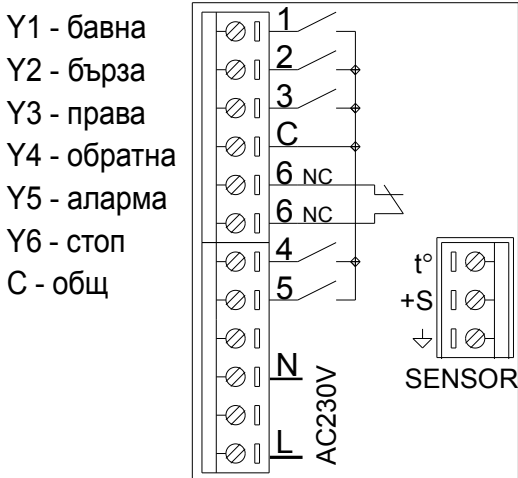 Y1 - бавна
Y2 - бърза
Y3 - права
Y4 - обратна
Y5 - аларма
Y6 - стоп
C - общ
1
2
3
C
6 NC
6 NC
4
5
N
L
AC230V
t°
+S
SENSOR